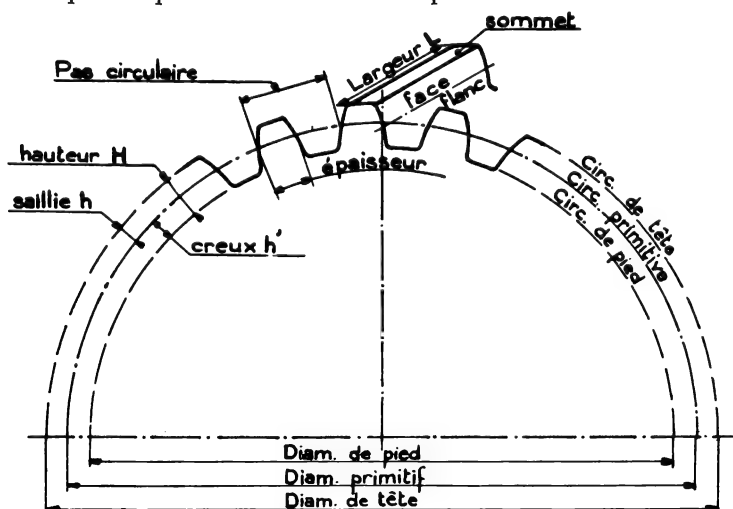 sommet
Largeur L
Pas circulaire
face
flanc
hauteur H
épaisseur
saillie h
creux h'
Circ. de tête
Circ. primitive
Circ. de pied
Diam. de pied
Diam. primitif
Diam. de tête